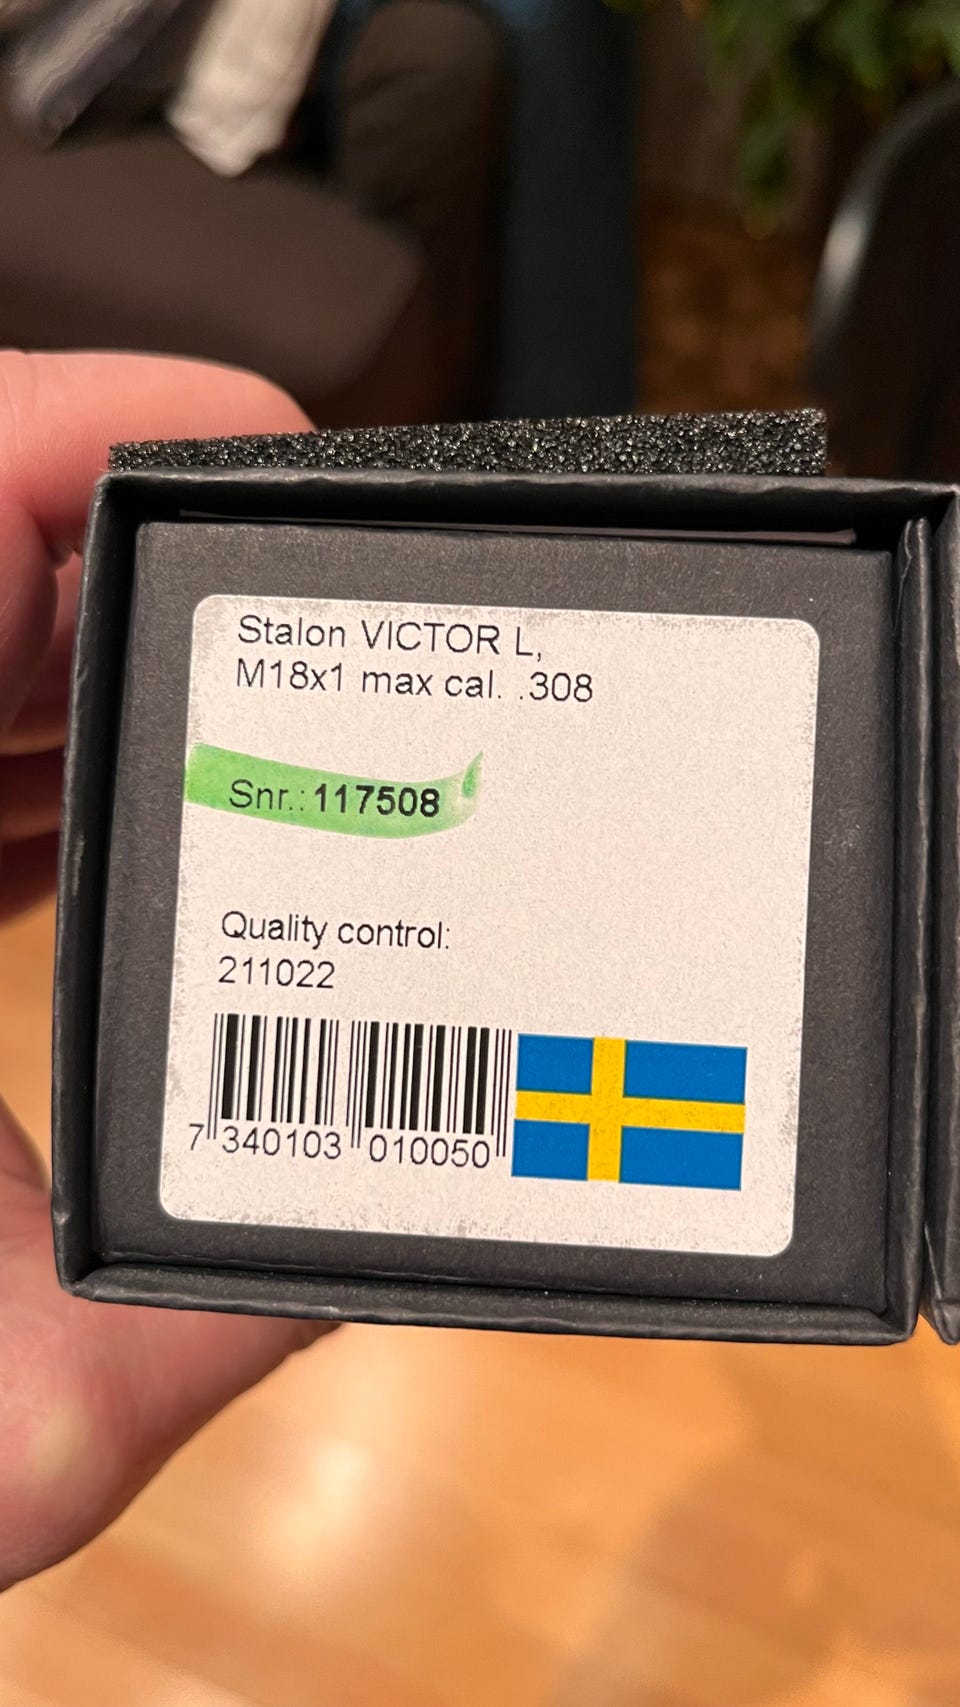 Stalon VICTOR L,
M18x1 max cal. .308
Snr.: 117508
Quality control:
211022
7 340103 010050